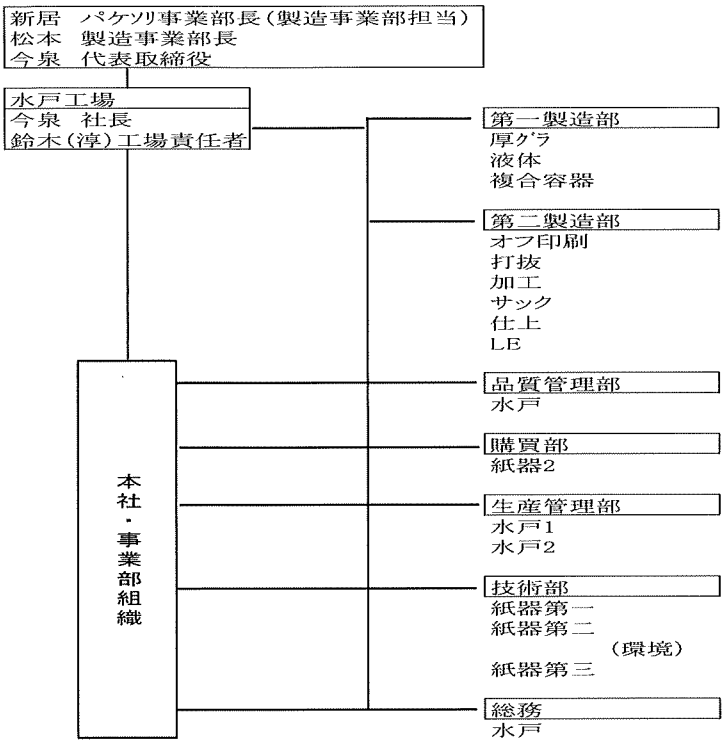 新居 パケソリ事業部長(製造事業部担当)
松本 製造事業部長
今泉 代表取締役
水戸工場
今泉 社長
鈴木(淳)工場責任者
第一製造部
厚グラ
液体
複合容器
第二製造部
オフ印刷
打抜
加工
サック
仕上
LE
品質管理部
水戸
購買部
紙器2
生産管理部
水戸1
水戸2
技術部
紙器第一
紙器第二
(環境)
紙器第三
総務
水戸
本社・事業部組織